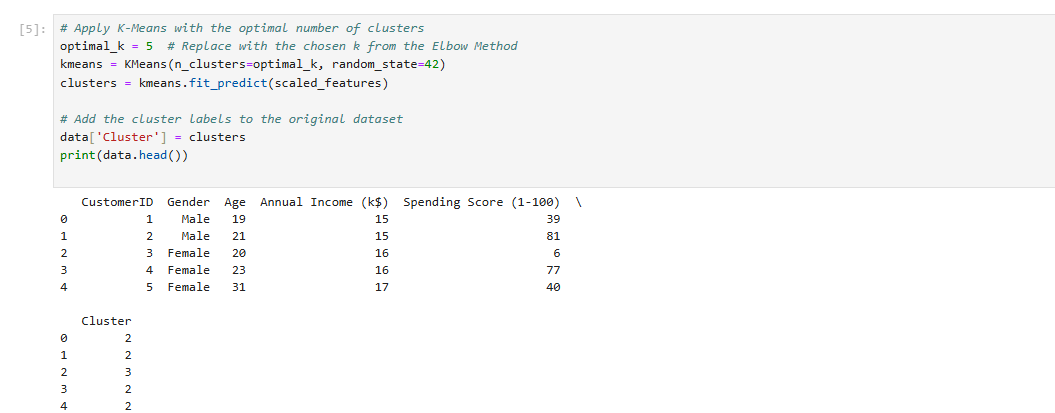 [5]: # Apply K-Means with the optimal number of clusters
optimal_k = 5  # Replace with the chosen k from the Elbow Method
kmeans = KMeans(n_clusters=optimal_k, random_state=42)
clusters = kmeans.fit_predict(scaled_features)

# Add the cluster labels to the original dataset
data['Cluster'] = clusters
print(data.head())

   CustomerID  Gender  Age  Annual Income (k$)  Spending Score (1-100)  \
0           1    Male   19                  15                      39
1           2    Male   21                  15                      81
2           3  Female   20                  16                       6
3           4  Female   23                  16                      77
4           5  Female   31                  17                      40

   Cluster
0        2
1        2
2        3
3        2
4        2